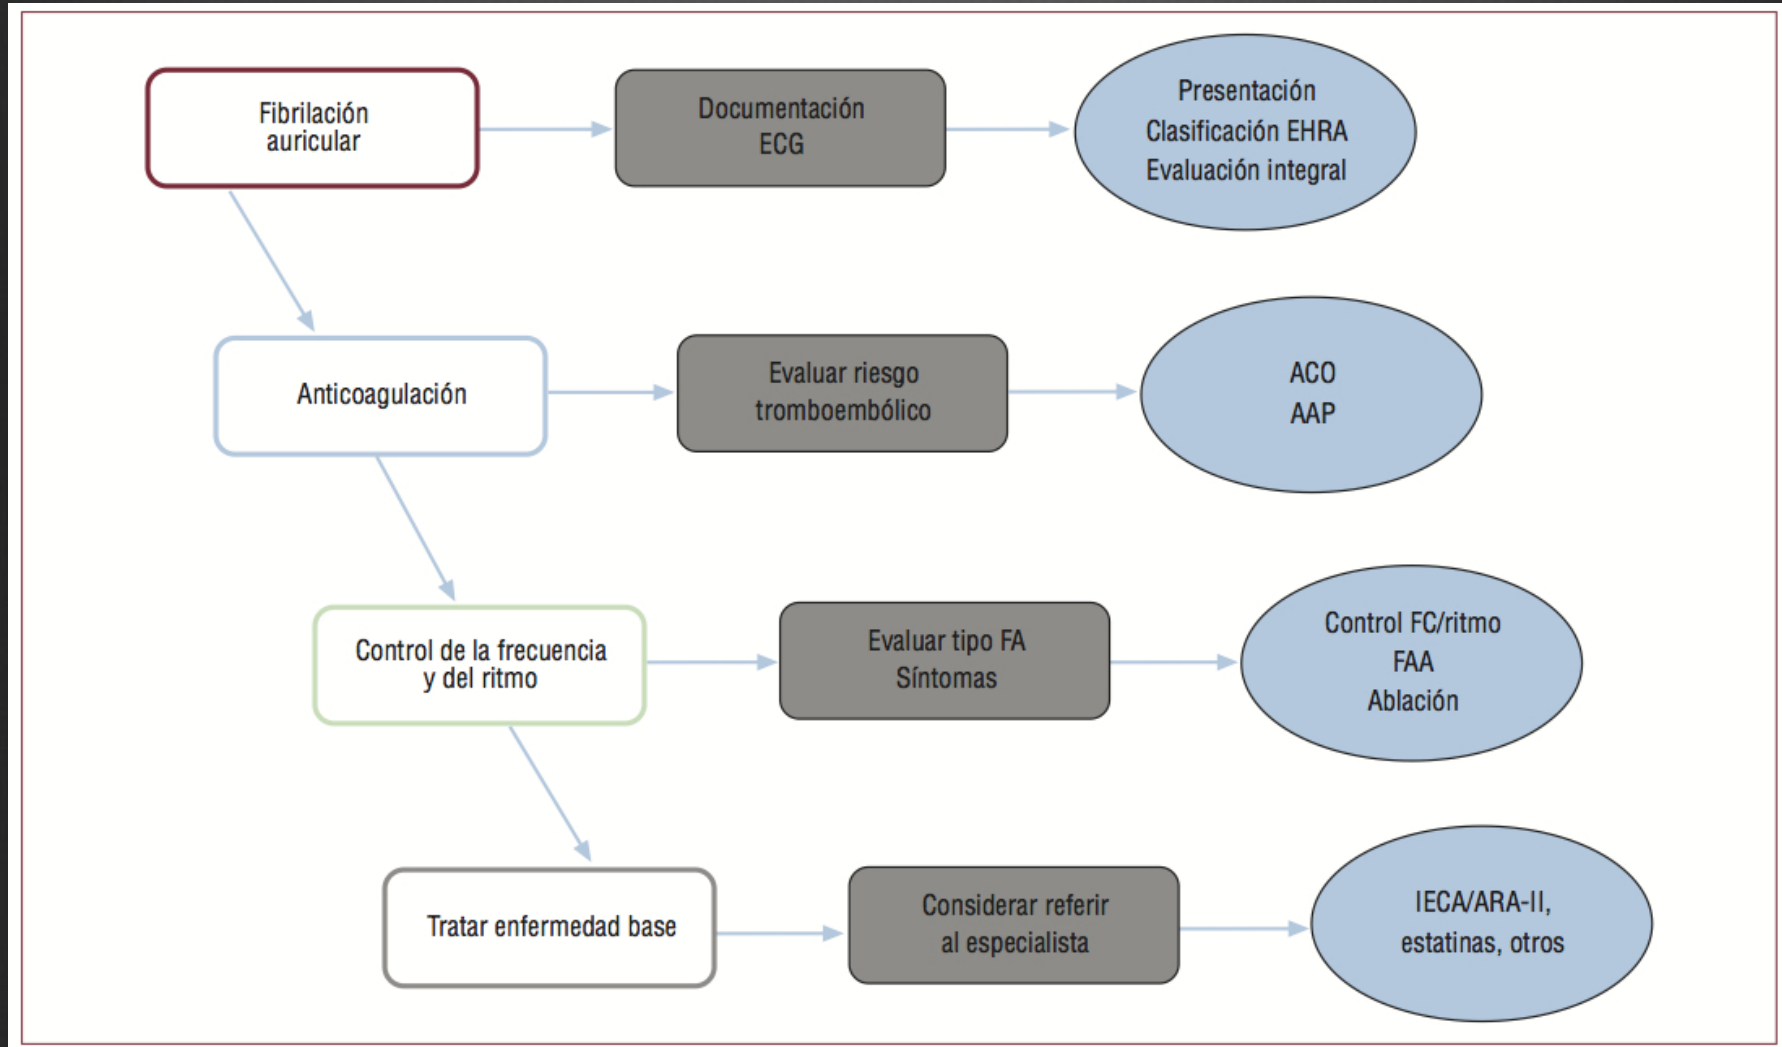 Fibrilación
auricular
Documentación
ECG
Presentación
Clasificación EHRA
Evaluación integral
Anticoagulación
Evaluar riesgo
tromboembólico
ACO
AAP
Control de la frecuencia
y del ritmo
Evaluar tipo FA
Síntomas
Control FC/ritmo
FAA
Ablación
Tratar enfermedad base
Considerar referir
al especialista
IECA/ARA-II,
estatinas, otros